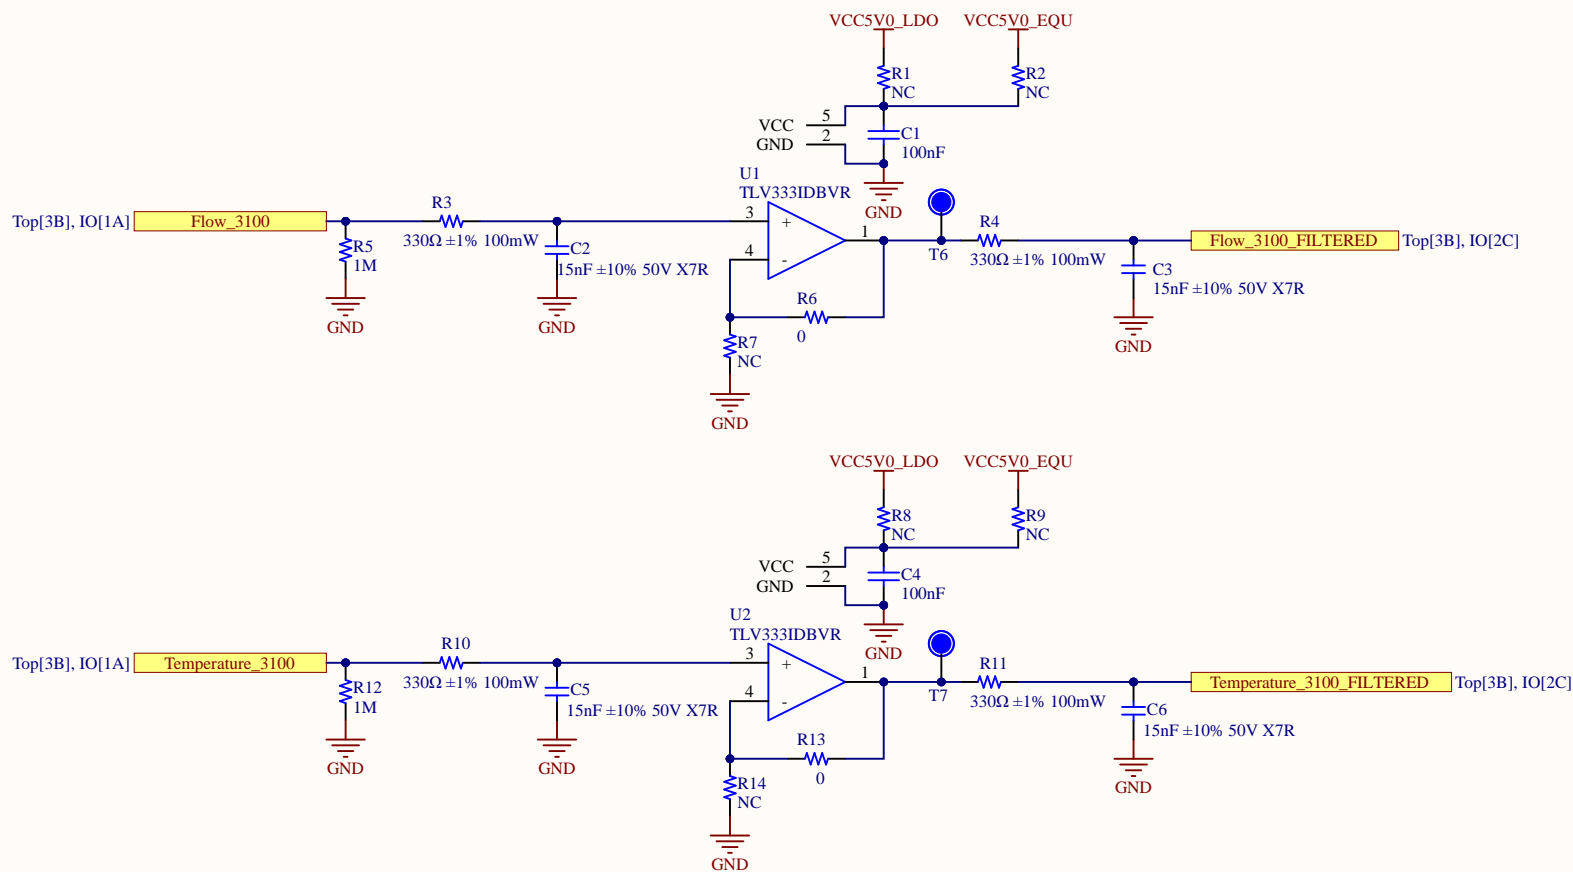 VCC5V0_LDO VCC5V0_EQU
R1 R2
NC NC
VCC 5
GND 2
C1
100nF
GND
U1
TLV333IDBVR
Top[3B], IO[1A] Flow_3100
R3
330Ω ±1% 100mW
R5
1M
GND
C2
15nF ±10% 50V X7R
GND
3
+
4
-
1
T6
R4
330Ω ±1% 100mW
Flow_3100_FILTERED Top[3B], IO[2C]
C3
15nF ±10% 50V X7R
GND
R6
0
R7
NC
GND
VCC5V0_LDO VCC5V0_EQU
R8 R9
NC NC
VCC 5
GND 2
C4
100nF
GND
U2
TLV333IDBVR
Top[3B], IO[1A] Temperature_3100
R10
330Ω ±1% 100mW
R12
1M
GND
C5
15nF ±10% 50V X7R
GND
3
+
4
-
1
T7
R11
330Ω ±1% 100mW
Temperature_3100_FILTERED Top[3B], IO[2C]
C6
15nF ±10% 50V X7R
GND
R13
0
R14
NC
GND